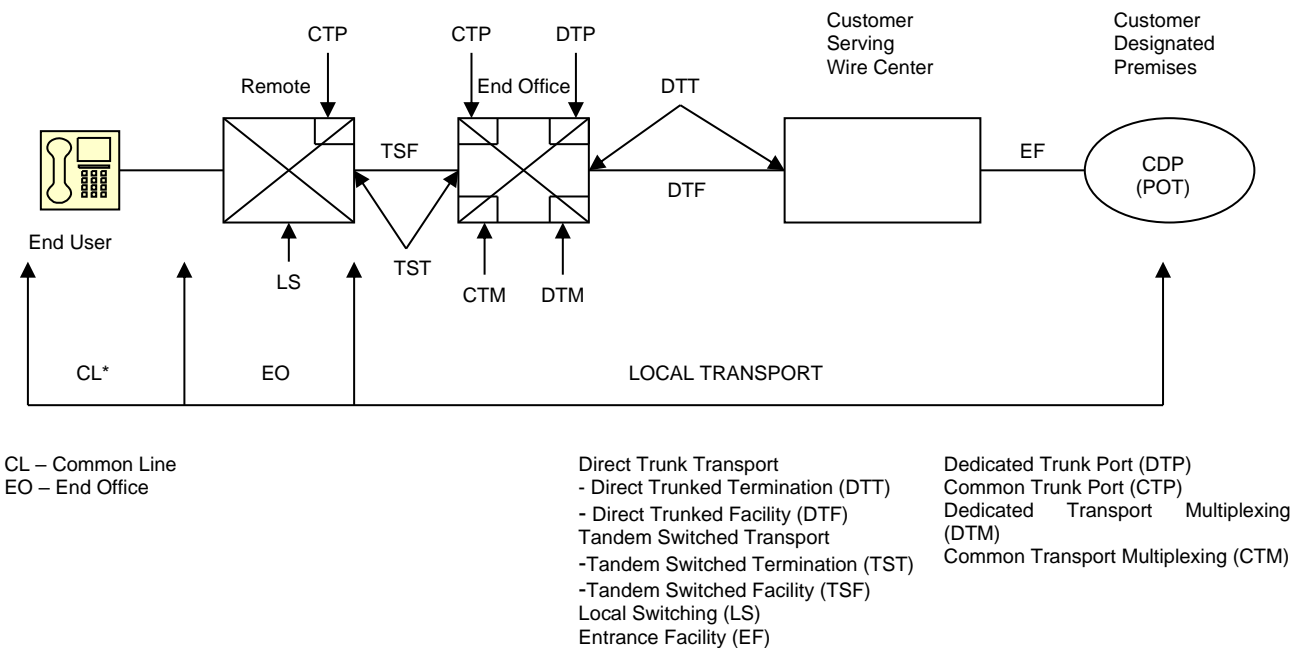 Customer
Serving
Wire Center
Customer
Designated
Premises
CTP
CTP
DTP
Remote
End Office
DTT
TSF
DTF
EF
CDP
(POT)
End User
LS
TST
CTM
DTM
CL*
EO
LOCAL TRANSPORT
CL – Common Line
EO – End Office
Direct Trunk Transport
- Direct Trunked Termination (DTT)
- Direct Trunked Facility (DTF)
Tandem Switched Transport
-Tandem Switched Termination (TST)
-Tandem Switched Facility (TSF)
Local Switching (LS)
Entrance Facility (EF)
Dedicated Trunk Port (DTP)
Common Trunk Port (CTP)
Dedicated Transport Multiplexing
(DTM)
Common Transport Multiplexing (CTM)